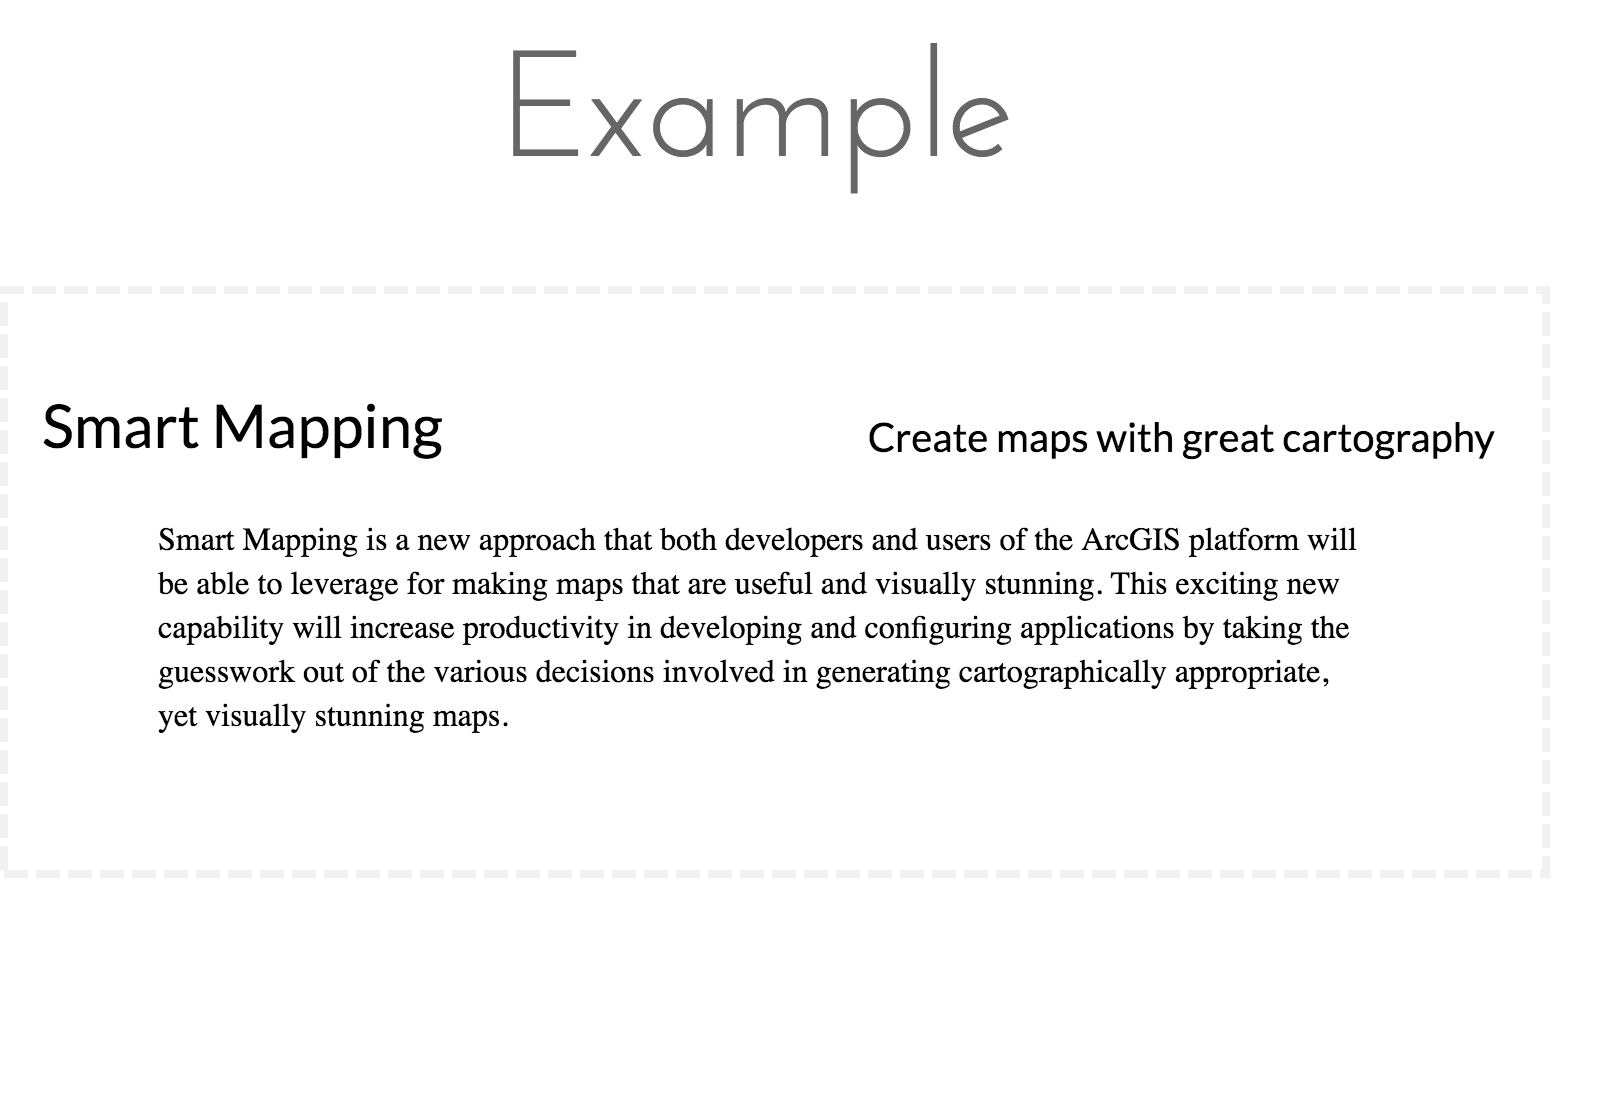 Example
Smart Mapping
Create maps with great cartography
Smart Mapping is a new approach that both developers and users of the ArcGIS platform will
be able to leverage for making maps that are useful and visually stunning. This exciting new
capability will increase productivity in developing and configuring applications by taking the
guesswork out of the various decisions involved in generating cartographically appropriate,
yet visually stunning maps.